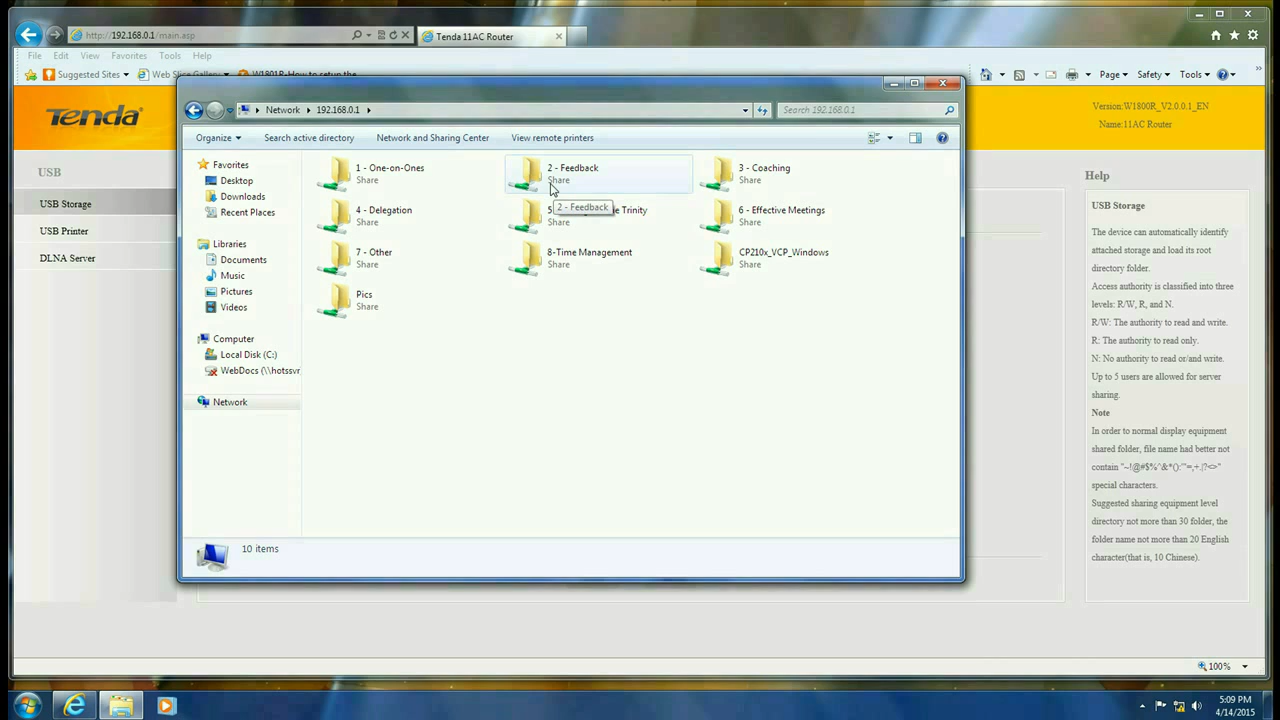 http://192.168.0.1/main.asp
Tenda 11AC Router
File Edit View Favorites Tools Help
Suggested Sites Web Slice Gallery W1801R-How to setup the
Page Safety Tools
Tenda
Version:W1800R_V2.0.0.1_EN
Name:11AC Router
USB
USB Storage
USB Printer
DLNA Server
Network 192.168.0.1
Search 192.168.0.1
Organize Search active directory Network and Sharing Center View remote printers
Favorites
Desktop
Downloads
Recent Places
Libraries
Documents
Music
Pictures
Videos
Computer
Local Disk (C:)
WebDocs (\\hotssvr
Network
1 - One-on-Ones
Share
2 - Feedback
Share
3 - Coaching
Share
2 - Feedback
4 - Delegation
Share
5 Trinity
Share
6 - Effective Meetings
Share
7 - Other
Share
8-Time Management
Share
CP210x_VCP_Windows
Share
Pics
Share
10 items
Help
USB Storage
The device can automatically identify
attached storage and load its root
directory folder.
Access authority is classified into three
levels: R/W, R, and N.
R/W: The authority to read and write.
R: The authority to read only.
N: No authority to read or/and write.
Up to 5 users are allowed for server
sharing.
Note
In order to normal display equipment
shared folder, file name had better not
contain "~!@#$%^&*():'"=,+.|?<>"
special characters.
Suggested sharing equipment level
directory not more than 30 folder, the
folder name not more than 20 English
character(that is, 10 Chinese).
100%
5:09 PM
4/14/2015